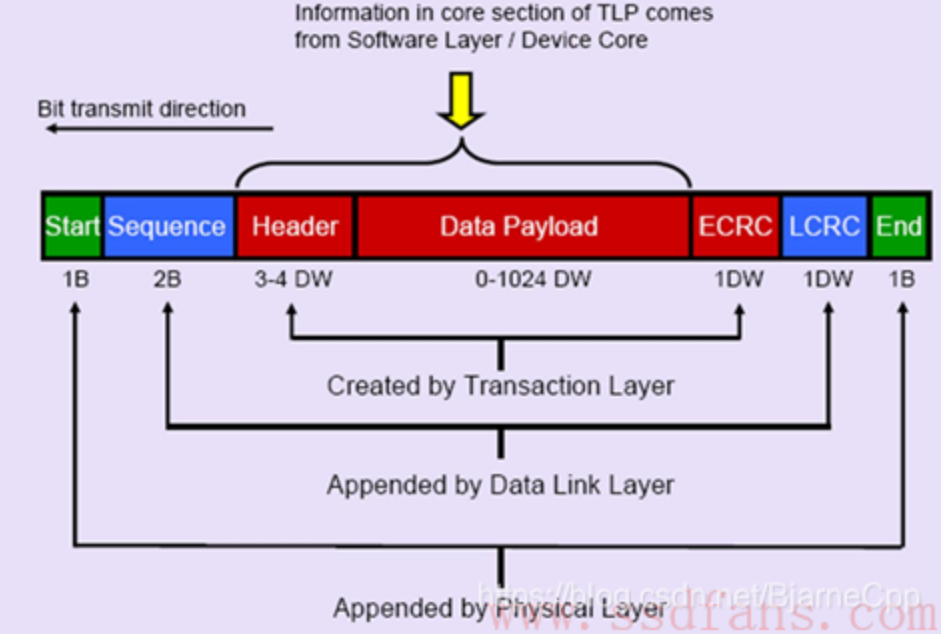 Information in core section of TLP comes
from Software Layer / Device Core
Bit transmit direction
Start Sequence Header Data Payload ECRC LCRC End
1B 2B 3-4 DW 0-1024 DW 1DW 1DW 1B
Created by Transaction Layer
Appended by Data Link Layer
https://blog.csdn.net/BjarneCpp
Appended by Physical Layer
www.ssdfans.com